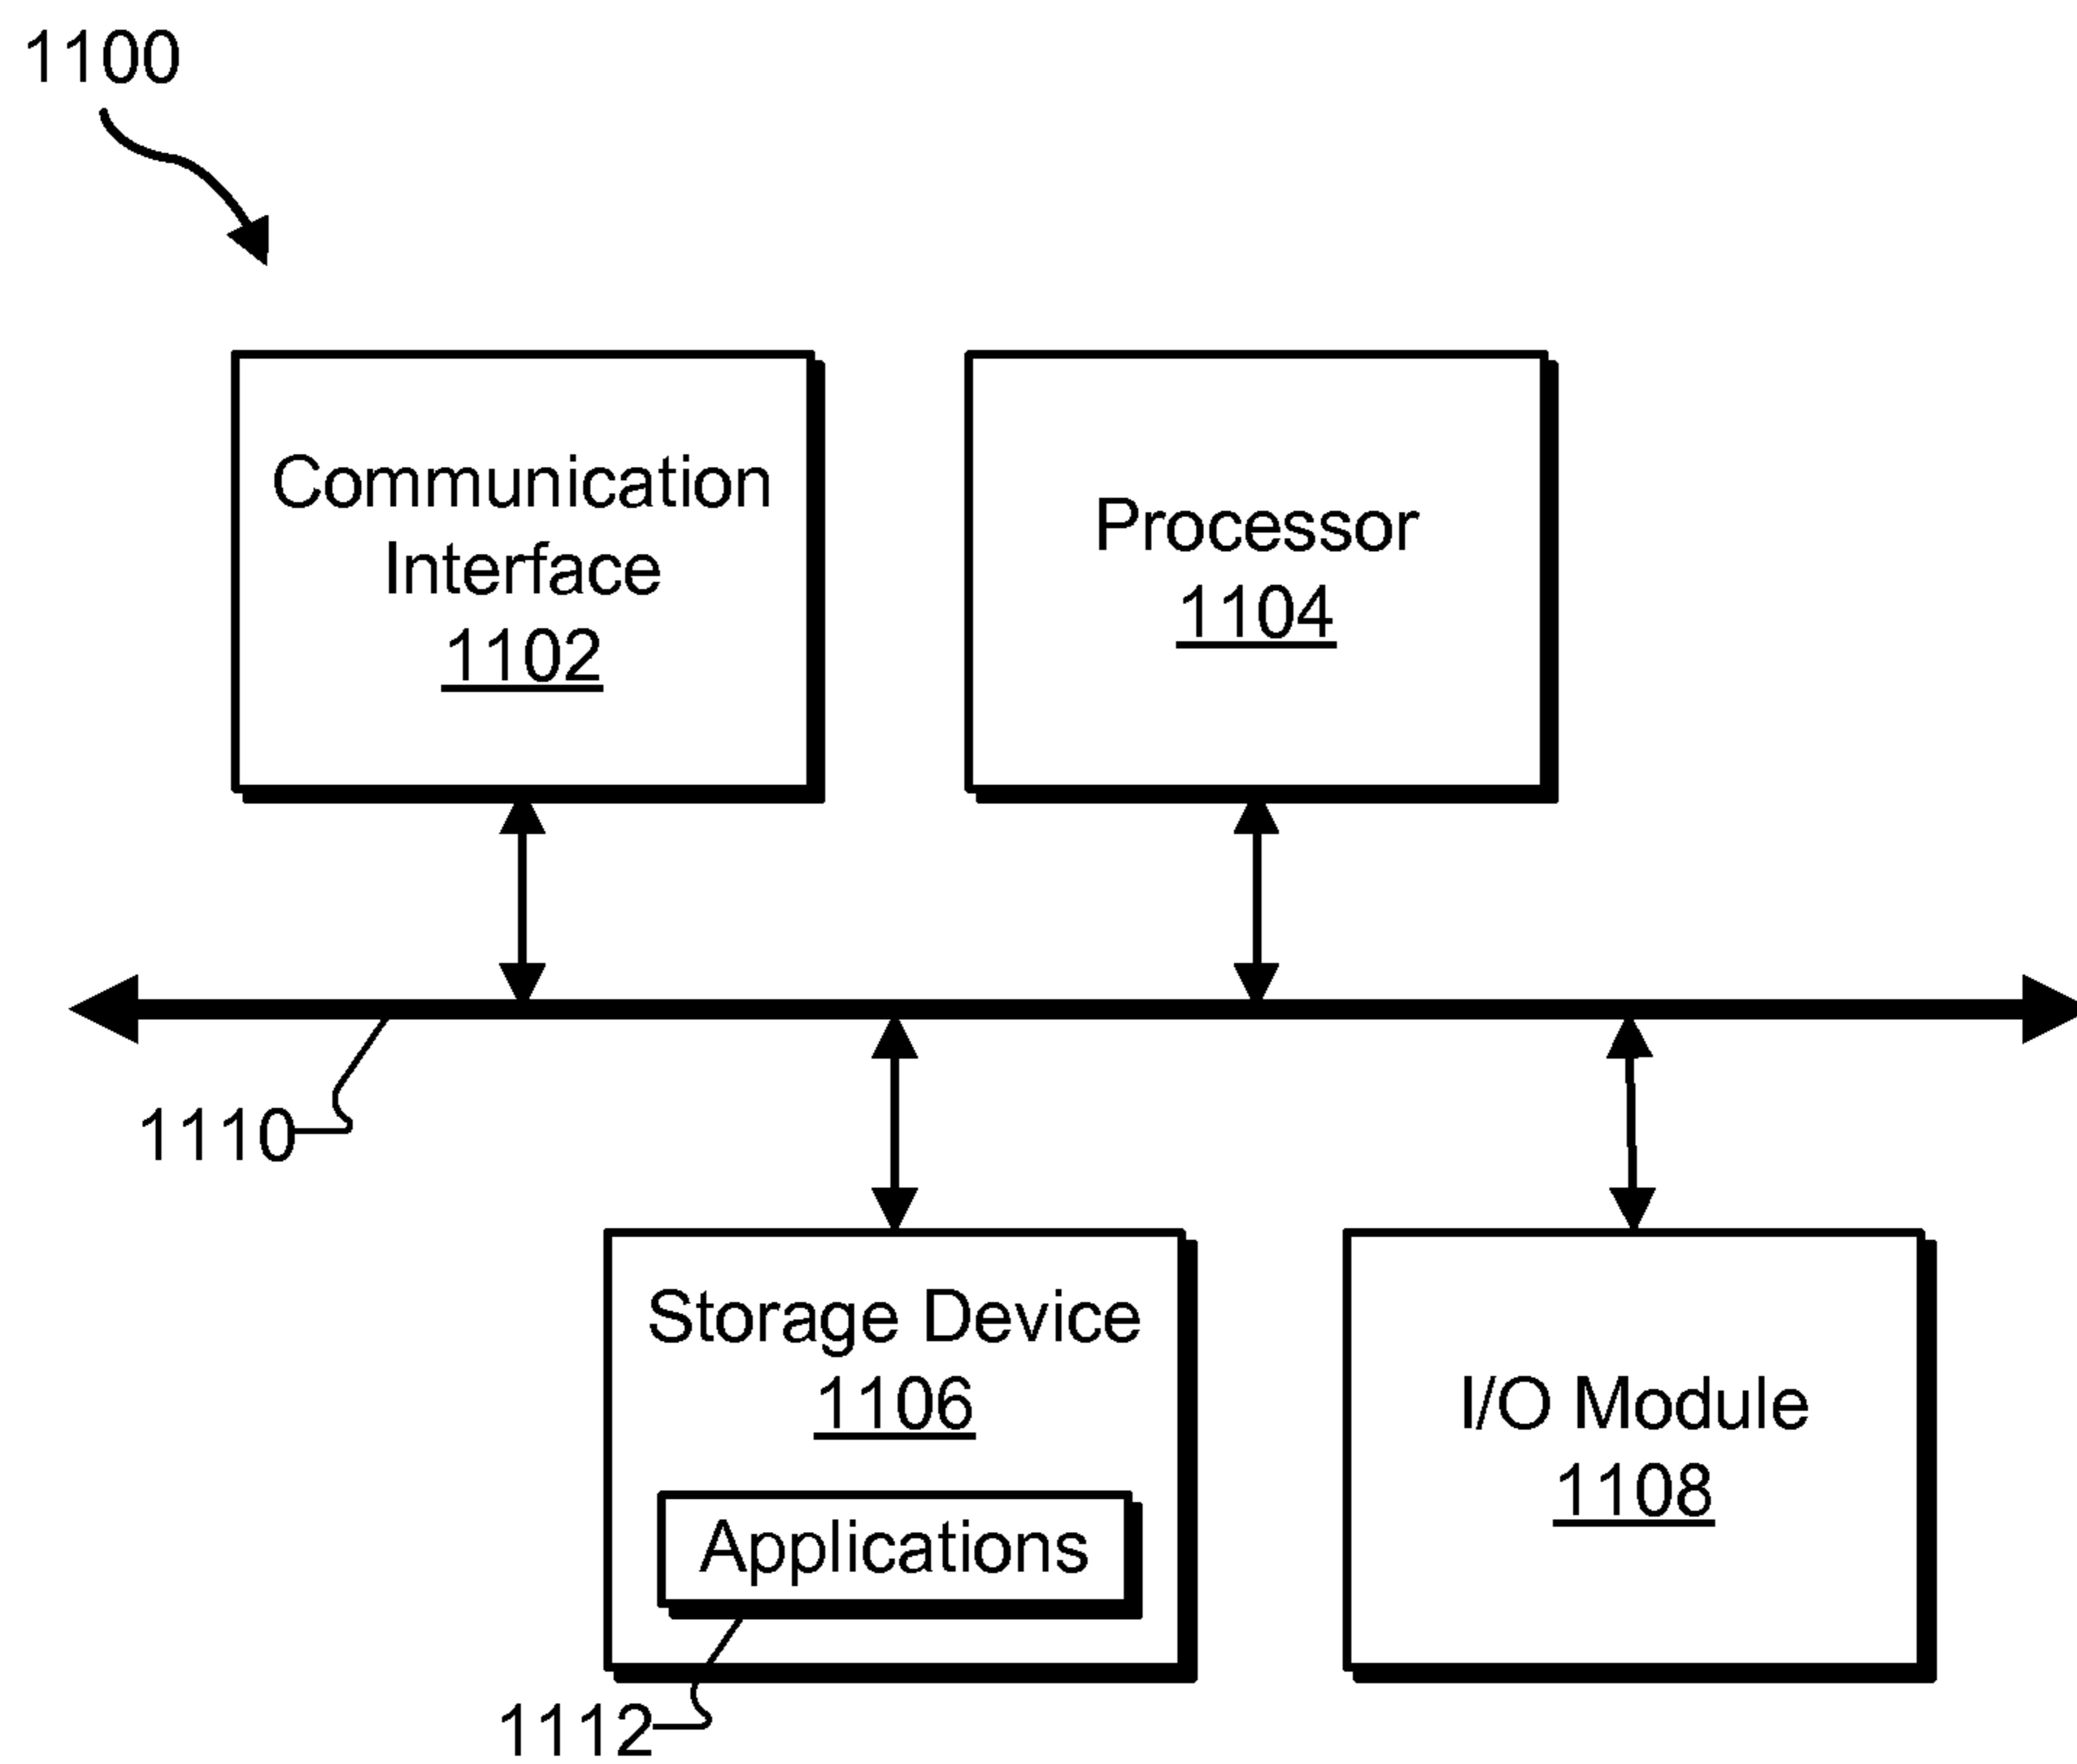 1100
Communication
Interface
1102
Processor
1104
1110
Storage Device
1106
Applications
1112
I/O Module
1108